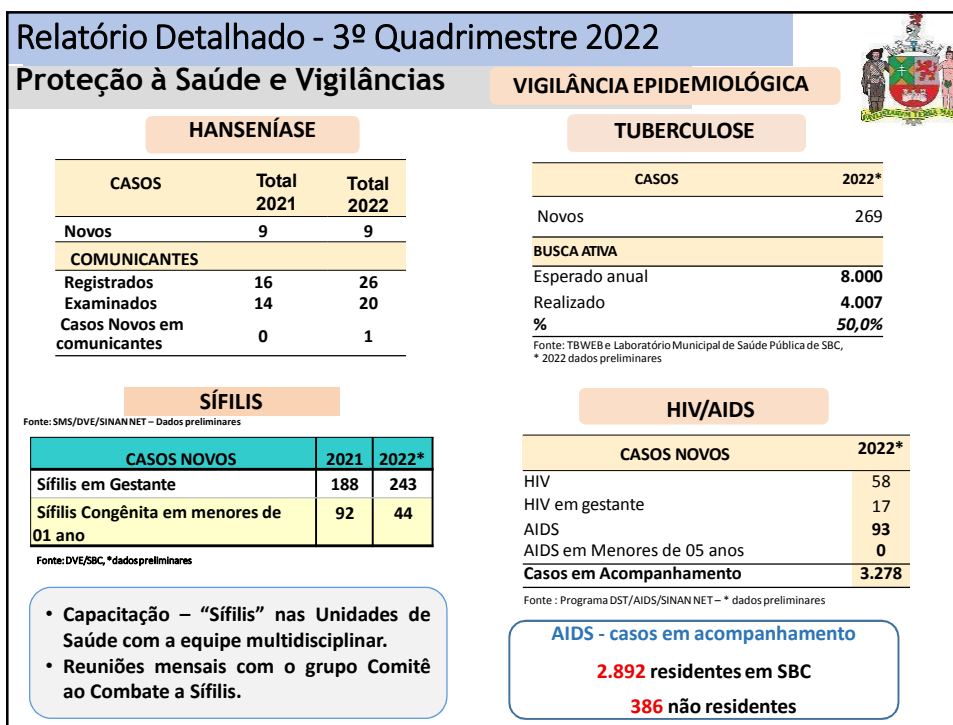 Relatório Detalhado - 3º Quadrimestre 2022
Proteção à Saúde e Vigilâncias
VIGILÂNCIA EPIDEMIOLÓGICA
HANSENÍASE
CASOS Total 2021 Total 2022
Novos 9 9
COMUNICANTES
Registrados 16 26
Examinados 14 20
Casos Novos em
comunicantes 0 1
TUBERCULOSE
CASOS 2022*
Novos 269
BUSCA ATIVA
Esperado anual 8.000
Realizado 4.007
% 50,0%
Fonte: TBWEB e Laboratório Municipal de Saúde Pública de SBC,
* 2022 dados preliminares
SÍFILIS
Fonte: SMS/DVE/SINAN NET – Dados preliminares
CASOS NOVOS 2021 2022*
Sífilis em Gestante 188 243
Sífilis Congênita em menores de 92 44
01 ano
Fonte: DVE/SBC, *dados preliminares
• Capacitação – “Sífilis” nas Unidades de
Saúde com a equipe multidisciplinar.
• Reuniões mensais com o grupo Comitê
ao Combate a Sífilis.
HIV/AIDS
CASOS NOVOS 2022*
HIV 58
HIV em gestante 17
AIDS 93
AIDS em Menores de 05 anos 0
Casos em Acompanhamento 3.278
Fonte : Programa DST/AIDS/SINAN NET – * dados preliminares
AIDS - casos em acompanhamento
2.892 residentes em SBC
386 não residentes